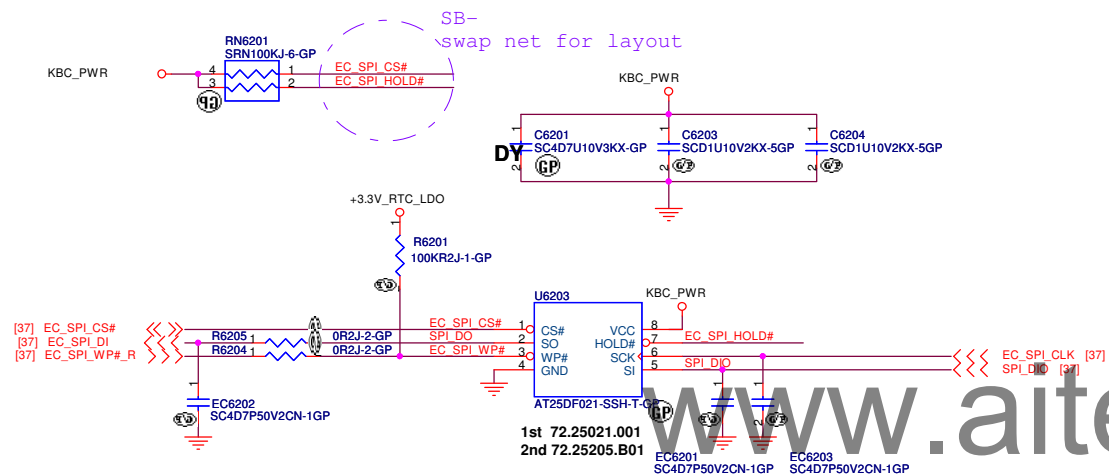 SB-
swap net for layout
RN6201
SRN100KJ-6-GP
KBC_PWR
4
3
1
2
EC_SPI_CS#
EC_SPI_HOLD#
GP
KBC_PWR
1
2
C6201
SC4D7U10V3KX-GP
DY
GP
1
2
C6203
SCD1U10V2KX-5GP
1
2
C6204
SCD1U10V2KX-5GP
+3.3V_RTC_LDO
1
R6201
100KR2J-1-GP
U6203
KBC_PWR
[37] EC_SPI_CS#
[37] EC_SPI_DI
[37] EC_SPI_WP#_R
R6205 1
R6204 1
0R2J-2-GP
0R2J-2-GP
EC_SPI_CS#
SPI_DO
EC_SPI_WP#
1
2
3
4
CS#
SO
WP#
GND
VCC
HOLD#
SCK
SI
8
7
6
5
EC_SPI_HOLD#
SPI_DIO
EC_SPI_CLK [37]
SPI_DIO [37]
AT25DF021-SSH-T-GP
GP
1st 72.25021.001
2nd 72.25205.B01
EC6202
SC4D7P50V2CN-1GP
EC6201
SC4D7P50V2CN-1GP
EC6203
SC4D7P50V2CN-1GP
www.aite